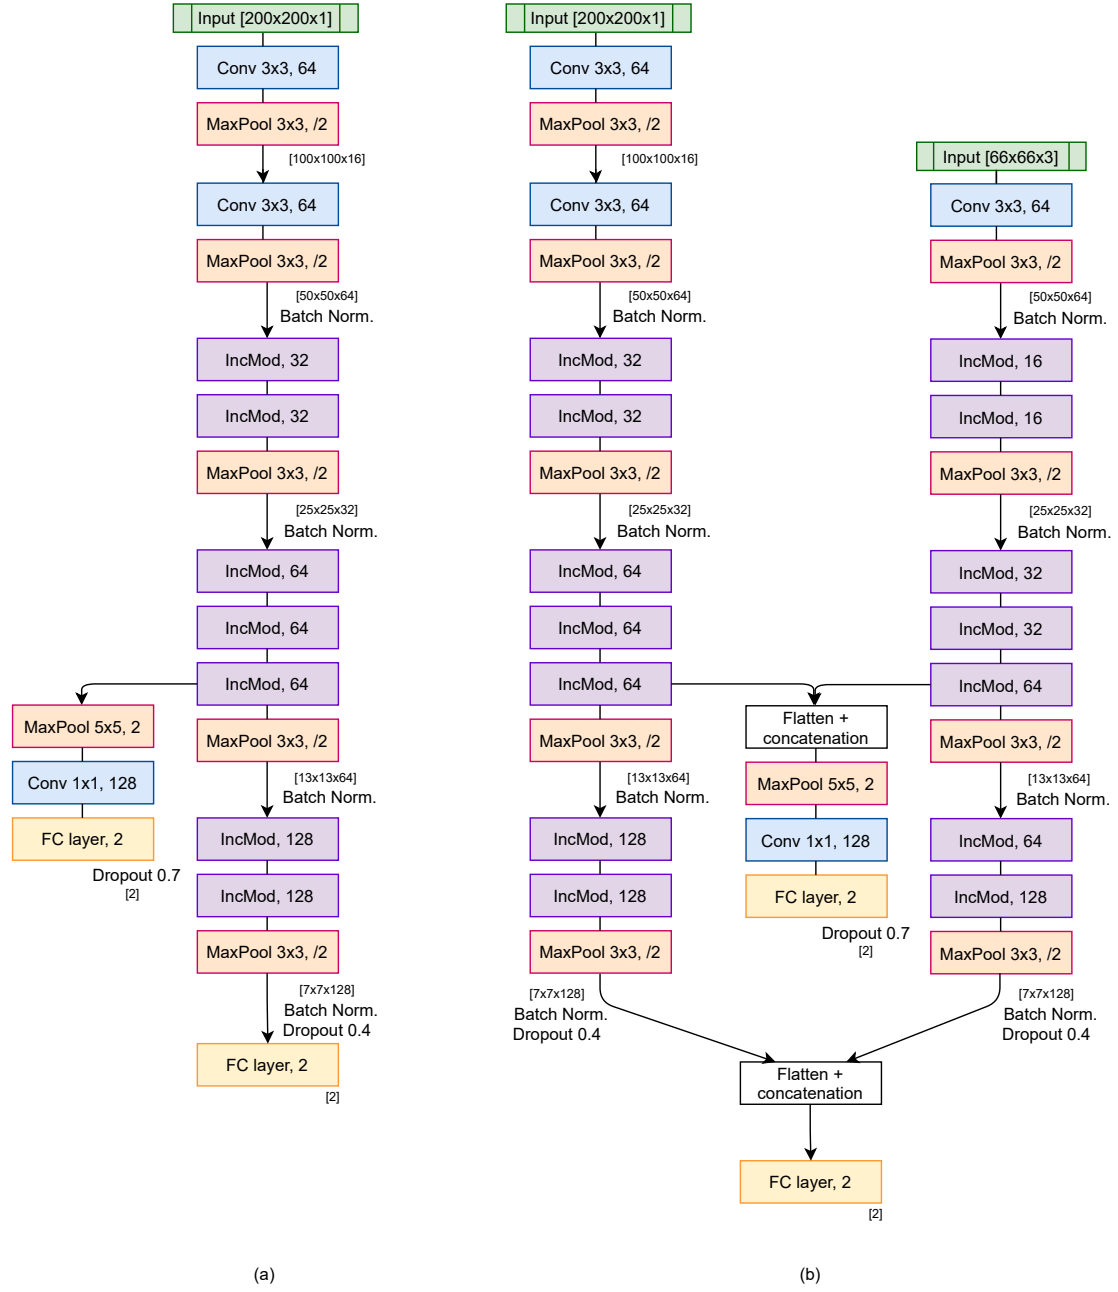 Input [200x200x1]
Conv 3x3, 64
MaxPool 3x3, /2
[100x100x16]
Conv 3x3, 64
MaxPool 3x3, /2
[50x50x64]
Batch Norm.
IncMod, 32
IncMod, 32
MaxPool 3x3, /2
[25x25x32]
Batch Norm.
IncMod, 64
IncMod, 64
IncMod, 64
MaxPool 5x5, 2
Conv 1x1, 128
FC layer, 2
Dropout 0.7
[2]
MaxPool 3x3, /2
[13x13x64]
Batch Norm.
IncMod, 128
IncMod, 128
MaxPool 3x3, /2
[7x7x128]
Batch Norm.
Dropout 0.4
FC layer, 2
[2]
(a)
Input [200x200x1]
Conv 3x3, 64
MaxPool 3x3, /2
[100x100x16]
Conv 3x3, 64
MaxPool 3x3, /2
[50x50x64]
Batch Norm.
IncMod, 32
IncMod, 32
MaxPool 3x3, /2
[25x25x32]
Batch Norm.
IncMod, 64
IncMod, 64
IncMod, 64
MaxPool 3x3, /2
[13x13x64]
Batch Norm.
IncMod, 128
IncMod, 128
MaxPool 3x3, /2
[7x7x128]
Batch Norm.
Dropout 0.4
Flatten +
concatenation
MaxPool 5x5, 2
Conv 1x1, 128
FC layer, 2
Dropout 0.7
[2]
Input [66x66x3]
Conv 3x3, 64
MaxPool 3x3, /2
[50x50x64]
Batch Norm.
IncMod, 16
IncMod, 16
MaxPool 3x3, /2
[25x25x32]
Batch Norm.
IncMod, 32
IncMod, 32
IncMod, 64
MaxPool 3x3, /2
[13x13x64]
Batch Norm.
IncMod, 64
IncMod, 128
MaxPool 3x3, /2
[7x7x128]
Batch Norm.
Dropout 0.4
Flatten +
concatenation
FC layer, 2
[2]
(b)